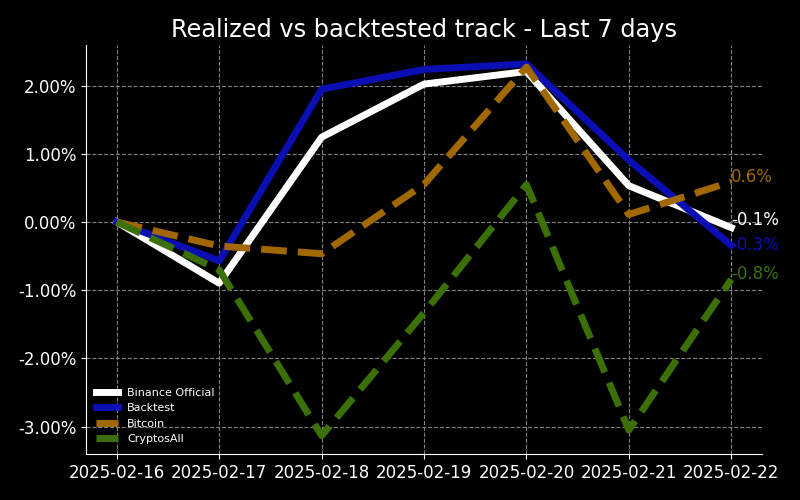 Realized vs backtested track - Last 7 days
2.00%
1.00%
0.00%
-1.00%
-2.00%
-3.00%
0.6%
-0.1%
-0.3%
-0.8%
Binance Official
Backtest
Bitcoin
CryptosAll
2025-02-16 2025-02-17 2025-02-18 2025-02-19 2025-02-20 2025-02-21 2025-02-22